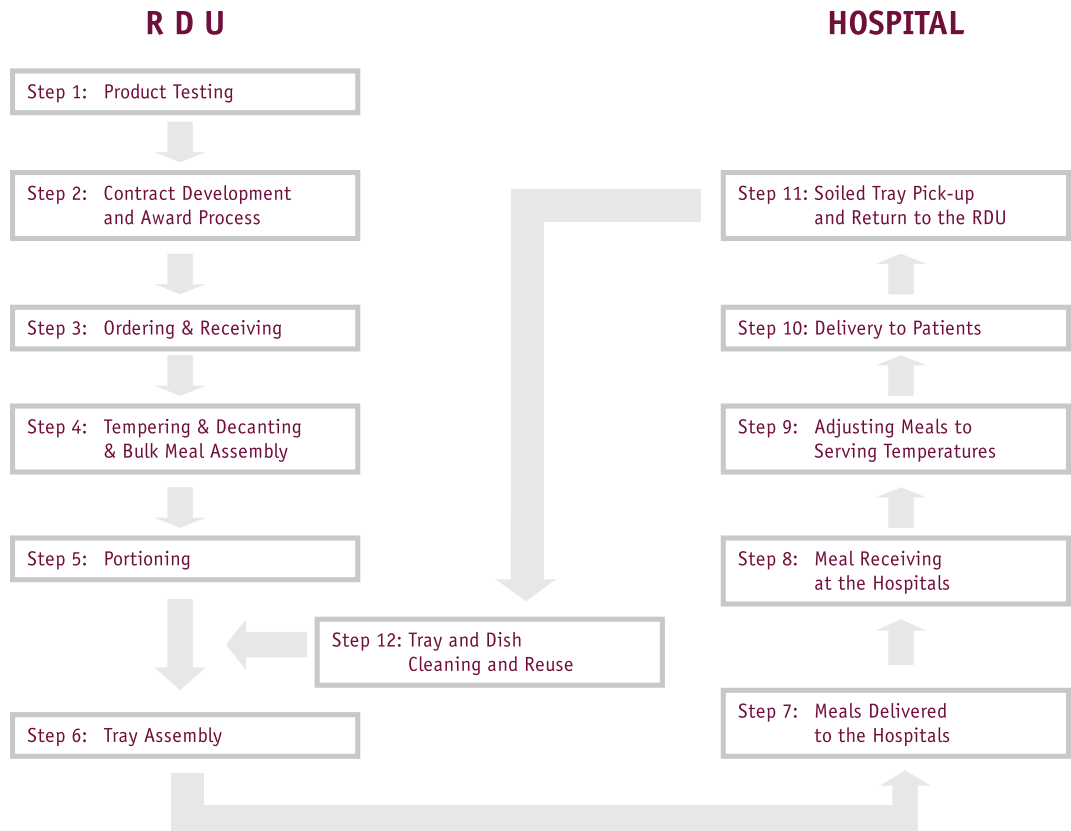 R D U
Step 1: Product Testing
Step 2: Contract Development
and Award Process
Step 3: Ordering & Receiving
Step 4: Tempering & Decanting
& Bulk Meal Assembly
Step 5: Portioning
Step 12: Tray and Dish
Cleaning and Reuse
Step 6: Tray Assembly
HOSPITAL
Step 11: Soiled Tray Pick-up
and Return to the RDU
Step 10: Delivery to Patients
Step 9: Adjusting Meals to
Serving Temperatures
Step 8: Meal Receiving
at the Hospitals
Step 7: Meals Delivered
to the Hospitals